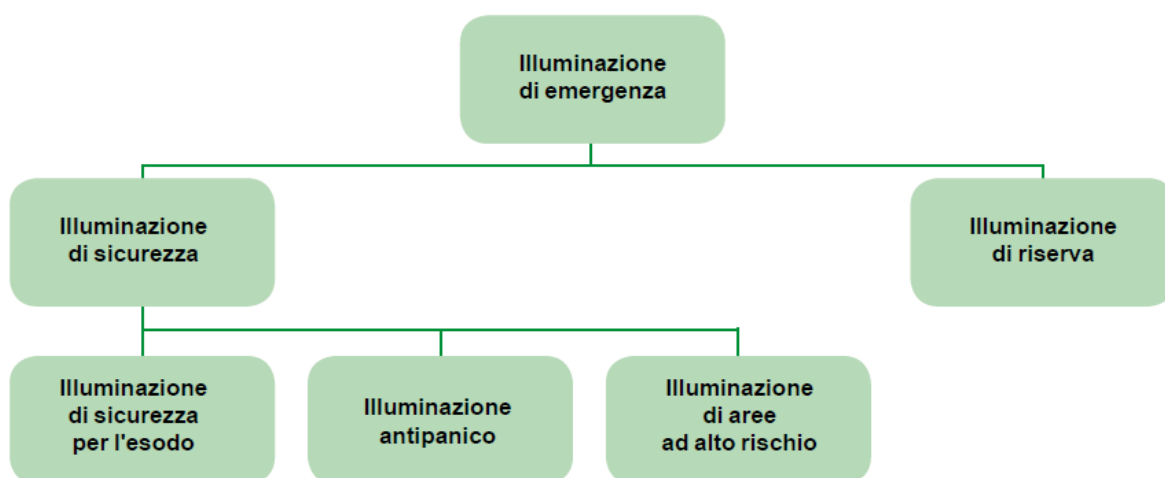 Illuminazione
di emergenza
Illuminazione
di sicurezza
Illuminazione
di riserva
Illuminazione
di sicurezza
per l'esodo
Illuminazione
antipanico
Illuminazione
di aree
ad alto rischio